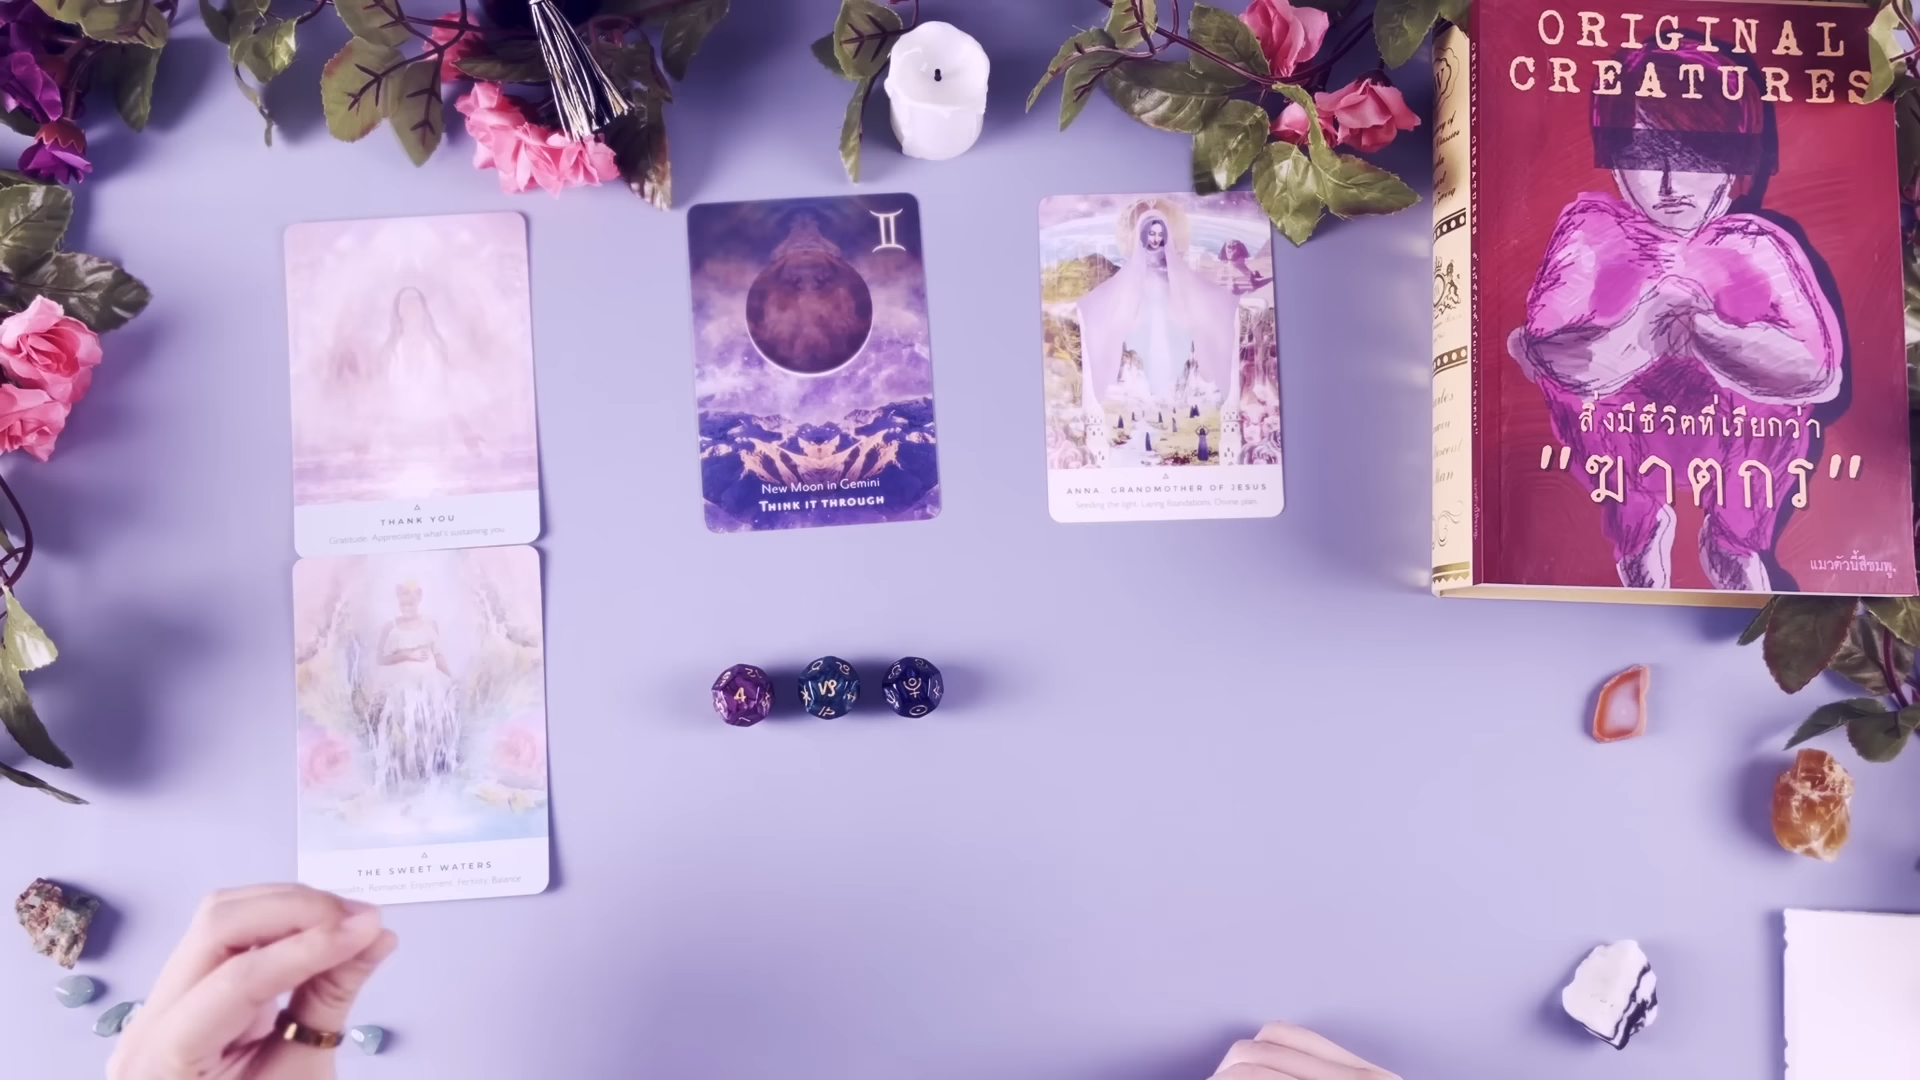 ORIGINAL
CREATURES
สิ่งมีชีวิตที่เรียกว่า
"ฆาตกร"
แมวตัวนี้สีชมพู.
THANK YOU
Gratitude. Appreciating what's sustaining you.
New Moon in Gemini
THINK IT THROUGH
ANNA, GRANDMOTHER OF JESUS
Seeding the light. Laying foundations. Divine plan.
4
THE SWEET WATERS
Romance. Enjoyment. Fertility. Balance